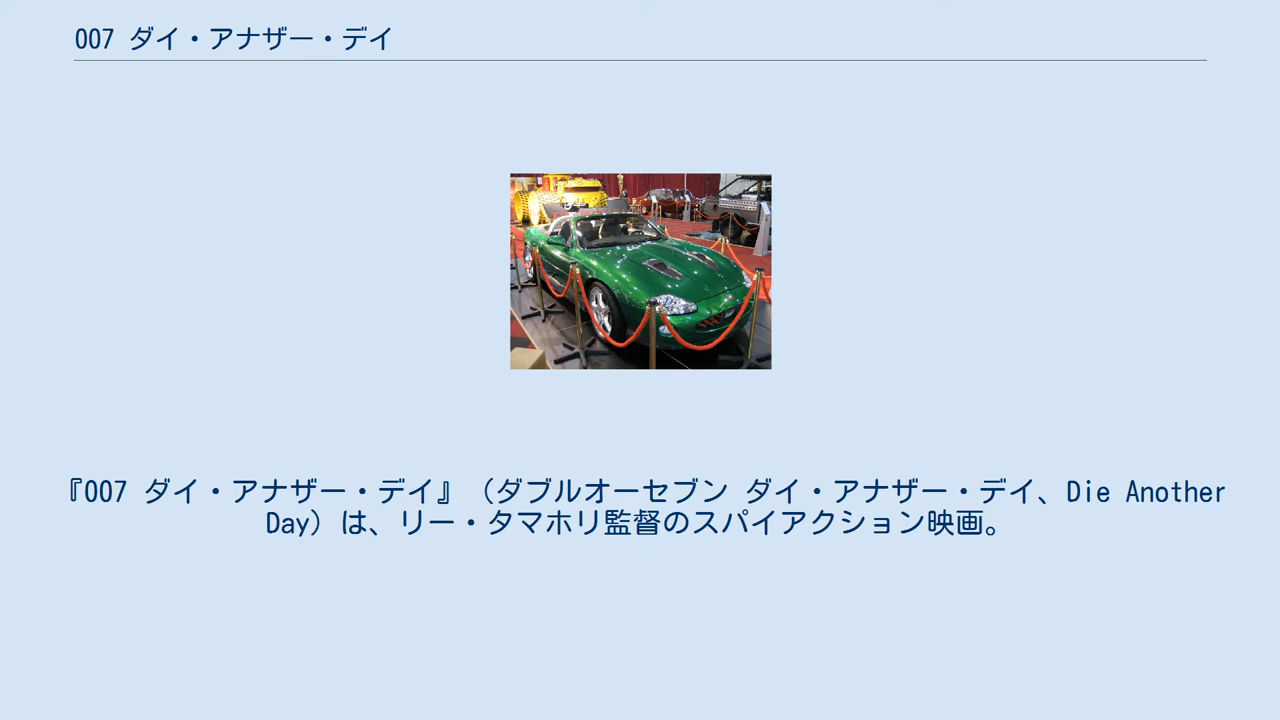 007 ダイ・アナザー・デイ
『007 ダイ・アナザー・デイ』（ダブルオーセブン ダイ・アナザー・デイ、Die Another
Day）は、リー・タマホリ監督のスパイアクション映画。